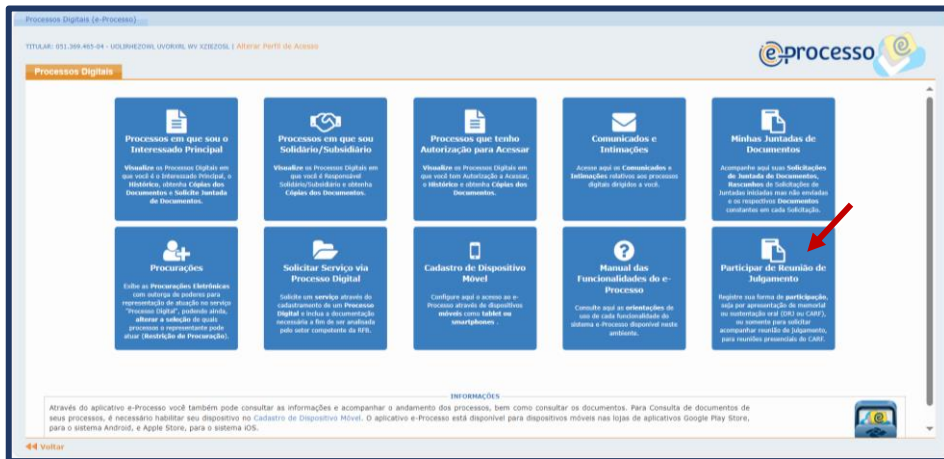 Processos Digitais (e-Processo)
TITULAR: 051.369.465-04 - UOLIRHEZOWL UVORXRL WV XZIEZOSL | Alterar Perfil de Acesso
e-processo
Processos Digitais
Processos em que sou o
Interessado Principal
Visualize os Processos Digitais em
que você é o Interessado Principal, o
Histórico, obtenha Cópias dos
Documentos e Solicite Juntada
de Documentos.
Processos em que sou
Solidário/Subsidiário
Visualize os Processos Digitais em
que você é Responsável
Solidário/Subsidiário e obtenha
Cópias dos Documentos.
Processos que tenho
Autorização para Acessar
Visualize os Processos Digitais em
que você tem Autorização a Acessar,
o Histórico e obtenha Cópias dos
Documentos.
Comunicados e
Intimações
Acesse aqui os Comunicados e
Intimações relativos aos processos
digitais dirigidos a você.
Minhas Juntadas de
Documentos
Acompanhe aqui suas Solicitações
de Juntada de Documentos,
Rascunhos de Solicitações de
Juntadas iniciadas mas não enviadas
e os respectivos Documentos
constantes em cada Solicitação.
Procurações
Exibe as Procurações Eletrônicas
com outorga de poderes para
representação de atuação no serviço
"Processo Digital", podendo ainda,
alterar a seleção de quais
processos o representante pode
atuar (Restrição de Procuração).
Solicitar Serviço via
Processo Digital
Solicite um serviço através do
cadastramento de um Processo
Digital e inclua a documentação
necessária a fim de ser analisada
pelo setor competente da RFB.
Cadastro de Dispositivo
Móvel
Configure aqui o acesso ao e-
Processo através de dispositivos
móveis como tablet ou
smartphones .
Manual das
Funcionalidades do e-
Processo
Consulte aqui as orientações de
uso de cada funcionalidade do
sistema e-Processo disponível neste
ambiente.
Participar de Reunião de
Julgamento
Registre sua forma de participação,
seja por apresentação de memorial
ou sustentação oral (DRJ ou CARF),
ou somente para solicitar
acompanhar reunião de julgamento,
para reuniões presenciais do CARF.
INFORMAÇÕES
Através do aplicativo e-Processo você também pode consultar as informações e acompanhar o andamento dos processos, bem como consultar os documentos. Para Consulta de documentos de
seus processos, é necessário habilitar seu dispositivo no Cadastro de Dispositivo Móvel. O aplicativo e-Processo está disponível para dispositivos móveis nas lojas de aplicativos Google Play Store,
para o sistema Android, e Apple Store, para o sistema iOS.
Voltar